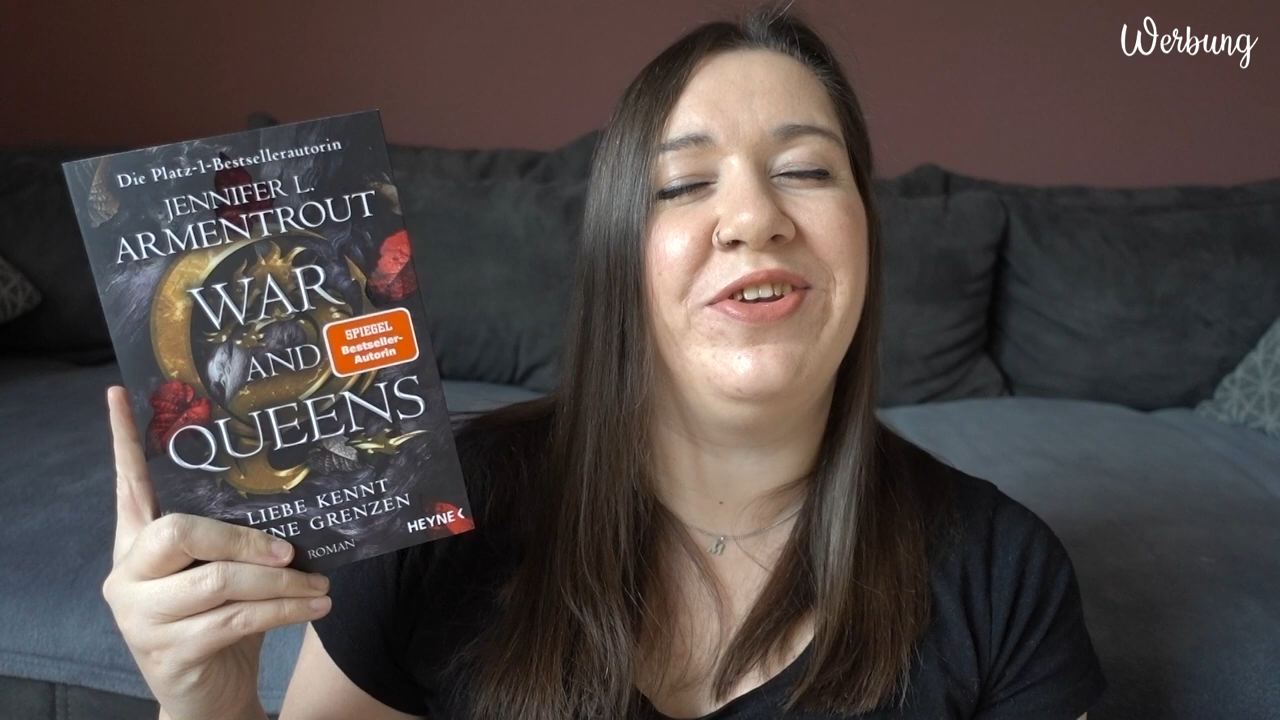 Werbung
Die Platz-1-Bestsellerautorin
JENNIFER L.
ARMENTROUT
WAR
AND
QUEENS
SPIEGEL
Bestseller-
Autorin
LIEBE KENNT
GRENZEN
ROMAN
HEYNE